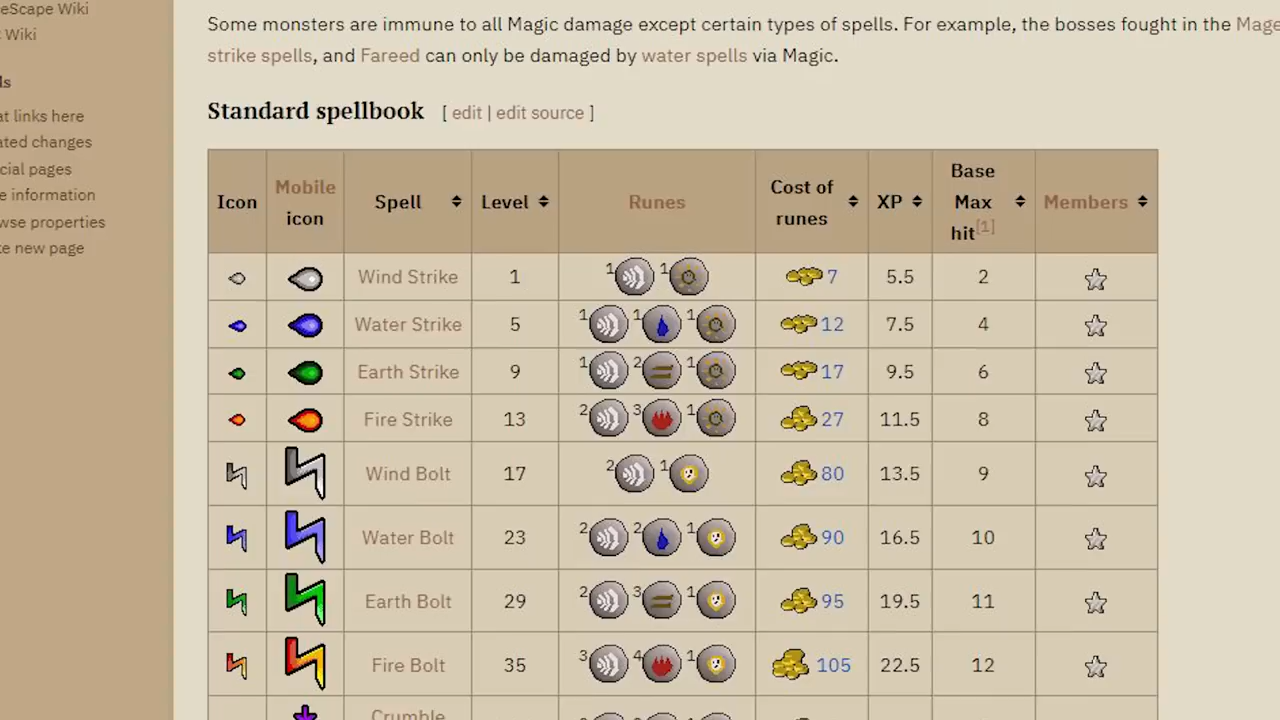 eScape Wiki
Wiki
Some monsters are immune to all Magic damage except certain types of spells. For example, the bosses fought in the Mage
strike spells, and Fareed can only be damaged by water spells via Magic.
ls
at links here
ated changes
cial pages
e information
wse properties
te new page
Standard spellbook [ edit | edit source ]
Icon Mobile icon Spell Level Runes Cost of runes XP Base Max hit[1] Members
Wind Strike 1 1 1 7 5.5 2
Water Strike 5 1 1 1 12 7.5 4
Earth Strike 9 1 2 1 17 9.5 6
Fire Strike 13 2 3 1 27 11.5 8
Wind Bolt 17 2 1 80 13.5 9
Water Bolt 23 2 2 1 90 16.5 10
Earth Bolt 29 2 3 1 95 19.5 11
Fire Bolt 35 3 4 1 105 22.5 12
Crumble